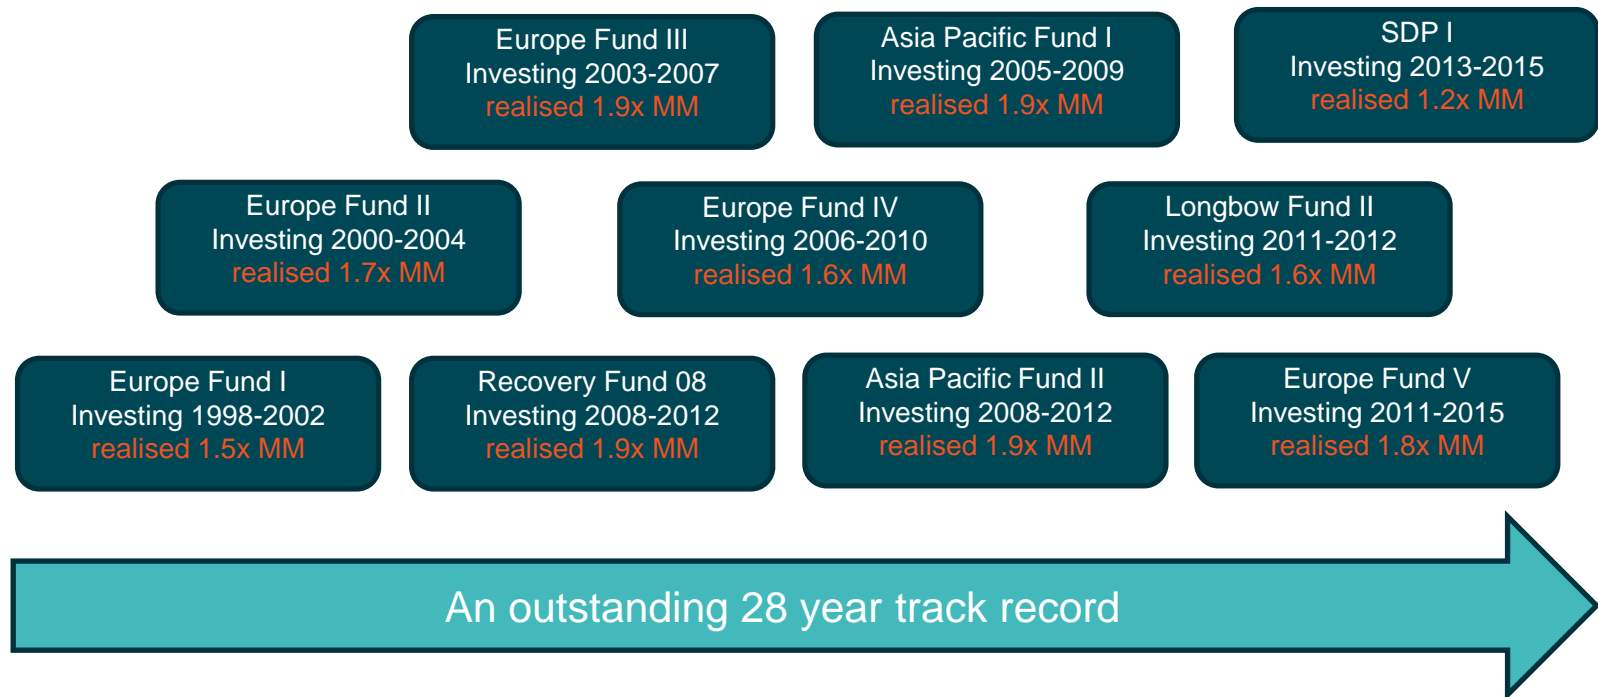 Europe Fund III
Investing 2003-2007
realised 1.9x MM
Asia Pacific Fund I
Investing 2005-2009
realised 1.9x MM
SDP I
Investing 2013-2015
realised 1.2x MM
Europe Fund II
Investing 2000-2004
realised 1.7x MM
Europe Fund IV
Investing 2006-2010
realised 1.6x MM
Longbow Fund II
Investing 2011-2012
realised 1.6x MM
Europe Fund I
Investing 1998-2002
realised 1.5x MM
Recovery Fund 08
Investing 2008-2012
realised 1.9x MM
Asia Pacific Fund II
Investing 2008-2012
realised 1.9x MM
Europe Fund V
Investing 2011-2015
realised 1.8x MM
An outstanding 28 year track record